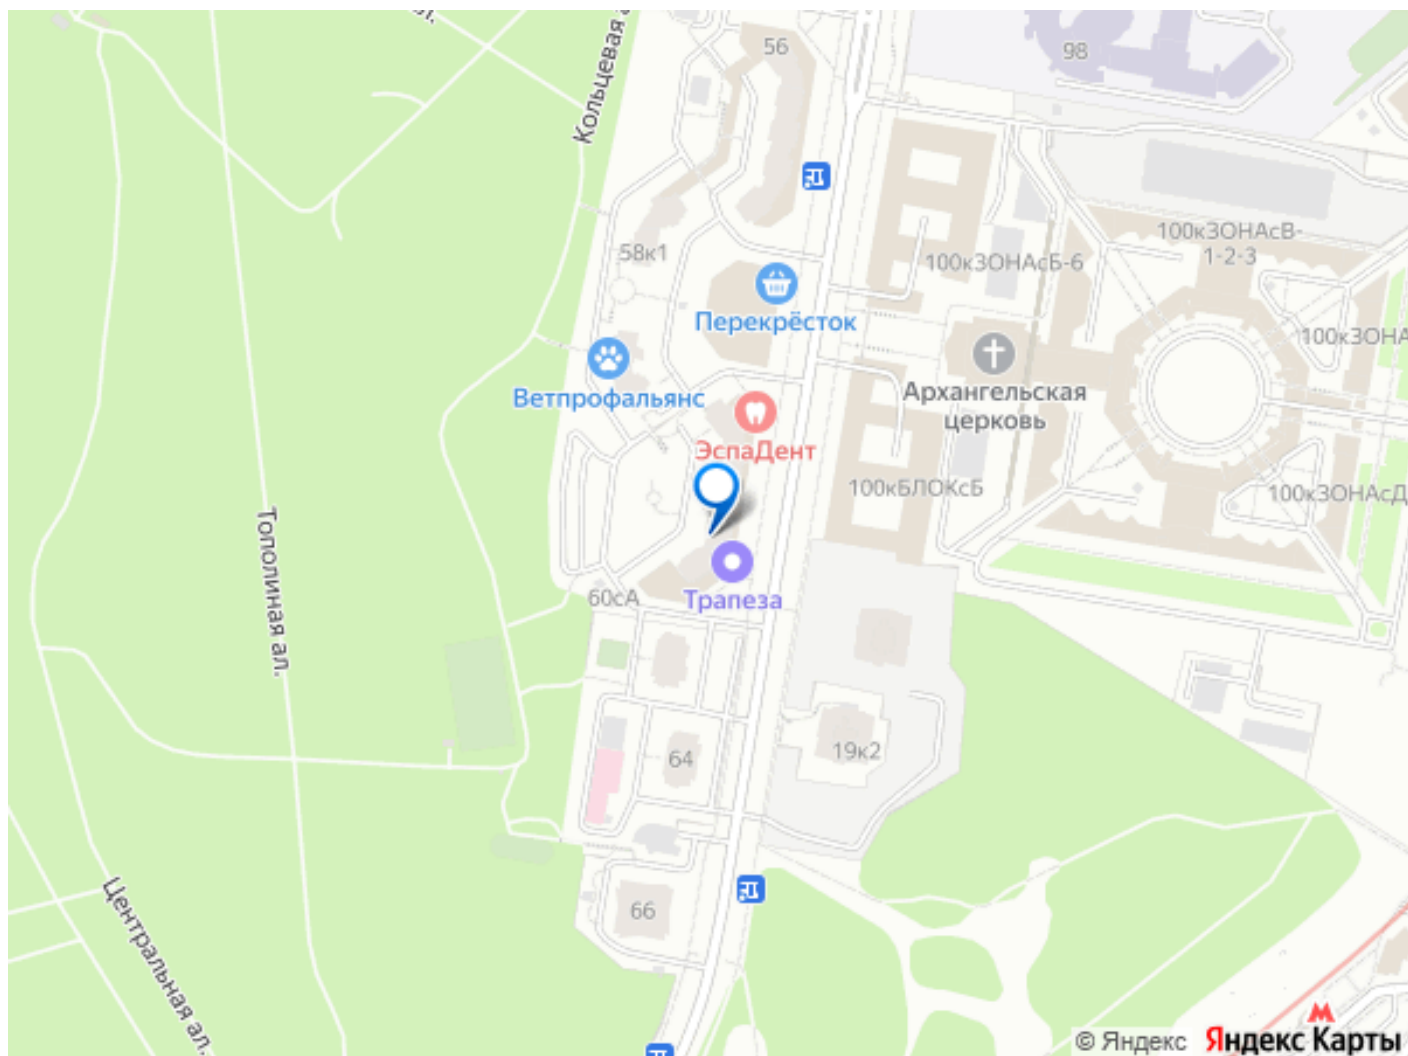 56
98
Кольцевая
58к1
100кЗОНАсВ-
1-2-3
100кЗОНАсБ-6
Перекрёсток
100кЗОНА
Ветпрофальянс
Архангельская
церковь
ЭспаДент
100кБЛОКсБ
100кЗОНАсД
Тополиная ал.
60сА
Трапеза
64
19к2
66
Центральная ал.
© Яндекс
Яндекс Карты